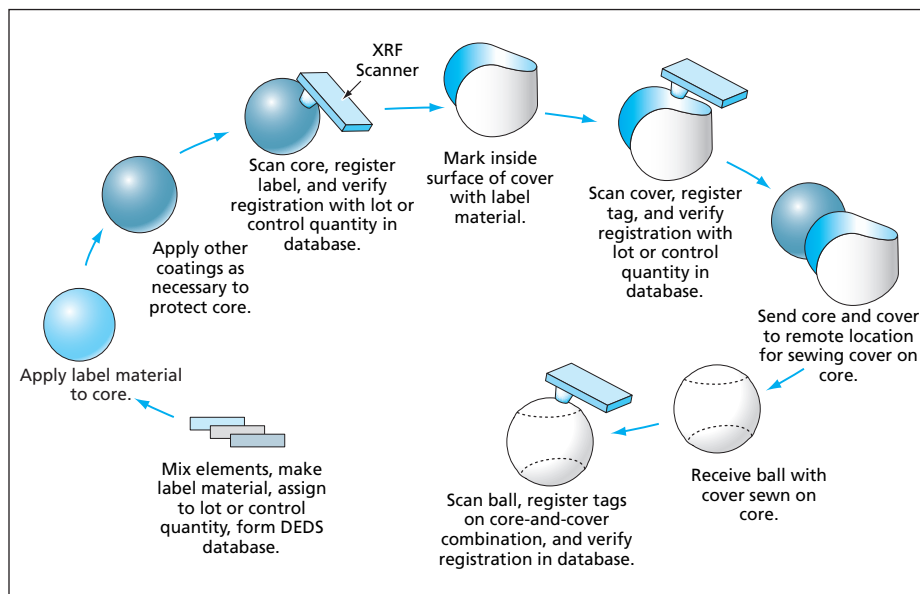 XRF
Scanner
Scan core, register
label, and verify
registration with lot or
control quantity in
database.
Mark inside
surface of cover
with label
material.
Scan cover, register
tag, and verify
registration with
lot or control
quantity in
database.
Apply other
coatings as
necessary to
protect core.
Send core and cover
to remote location
for sewing cover on
core.
Apply label material
to core.
Mix elements, make
label material, assign
to lot or control
quantity, form DEDS
database.
Scan ball, register tags
on core-and-cover
combination, and verify
registration in database.
Receive ball with
cover sewn on
core.